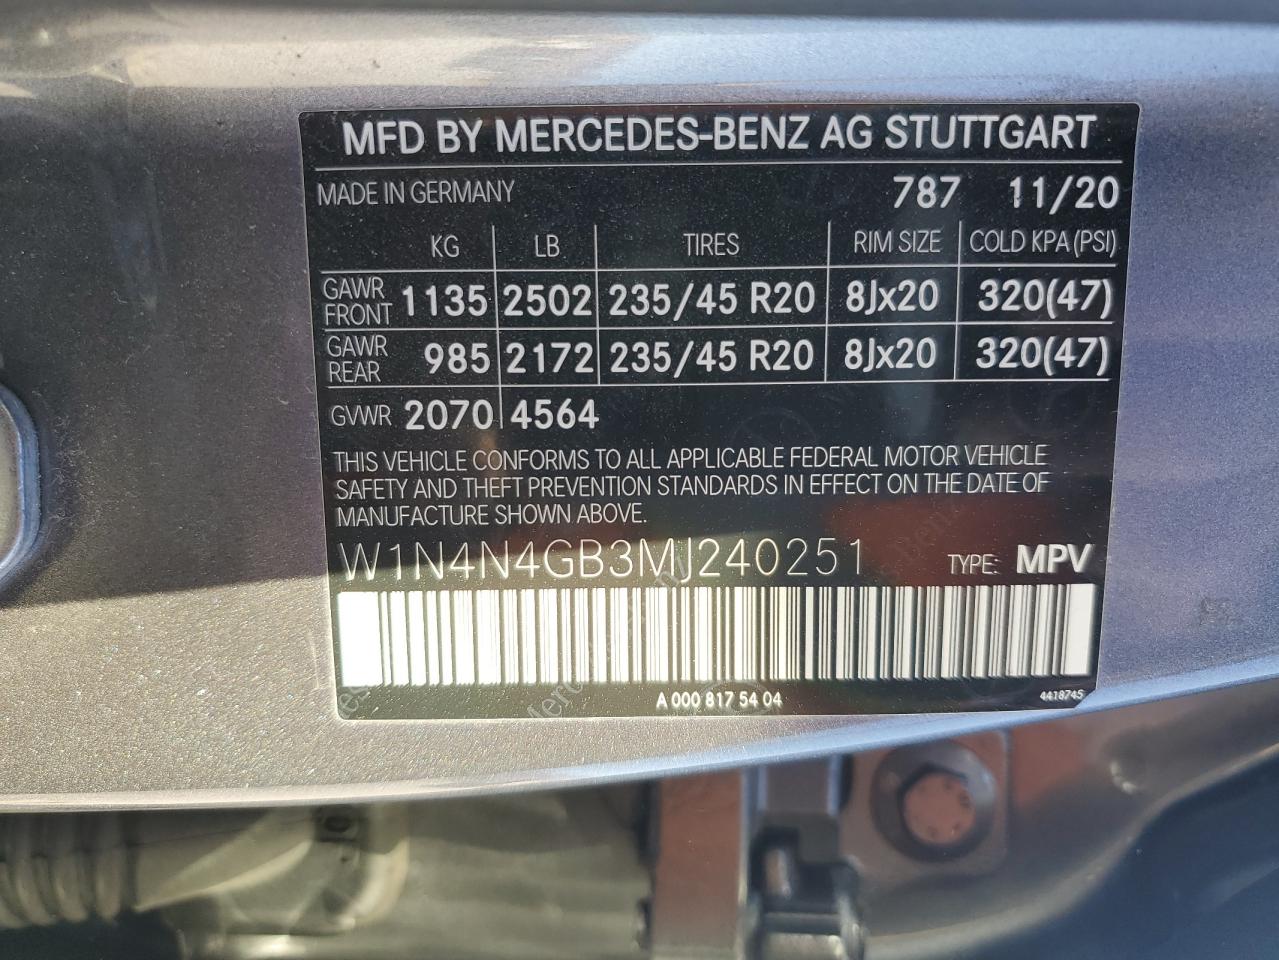 MFD BY MERCEDES-BENZ AG STUTTGART
MADE IN GERMANY 787 11/20
KG LB TIRES RIM SIZE COLD KPA (PSI)
GAWR FRONT 1135 2502 235/45 R20 8Jx20 320(47)
GAWR REAR 985 2172 235/45 R20 8Jx20 320(47)
GVWR 2070 4564
THIS VEHICLE CONFORMS TO ALL APPLICABLE FEDERAL MOTOR VEHICLE
SAFETY AND THEFT PREVENTION STANDARDS IN EFFECT ON THE DATE OF
MANUFACTURE SHOWN ABOVE.
W1N4N4GB3MJ240251 TYPE: MPV
A 000 817 54 04 4418745